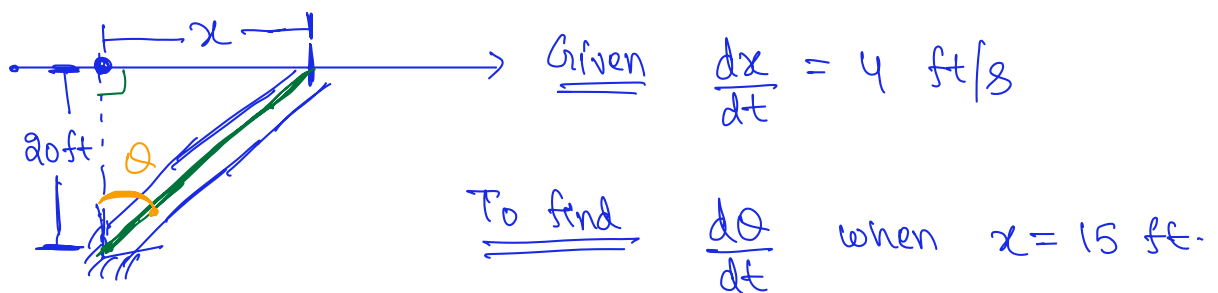 x
Given dx/dt = 4 ft/s
20ft θ
To find dθ/dt when x = 15 ft.